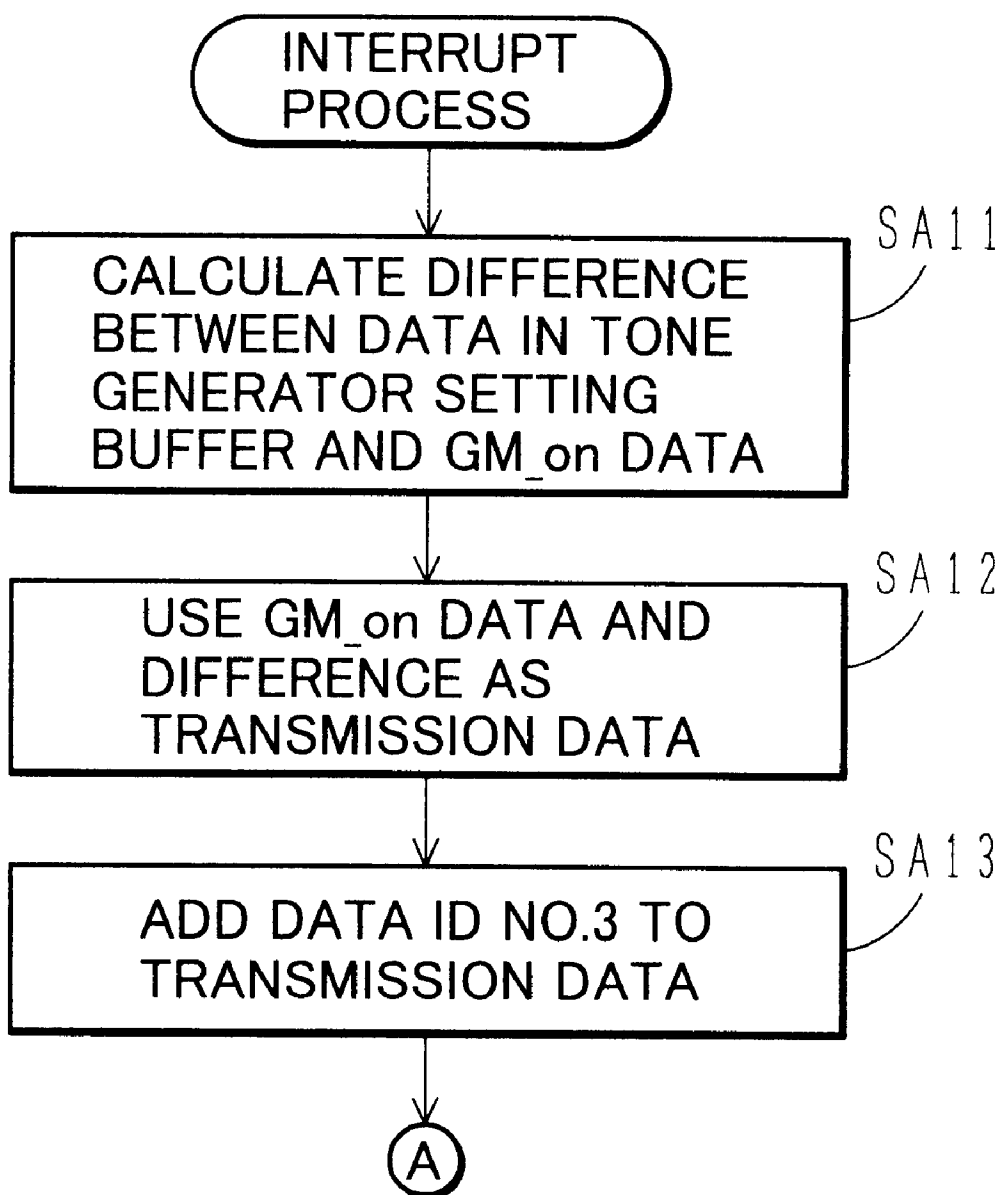 INTERRUPT
PROCESS
SA11
CALCULATE DIFFERENCE
BETWEEN DATA IN TONE
GENERATOR SETTING
BUFFER AND GM_on DATA
SA12
USE GM_on DATA AND
DIFFERENCE AS
TRANSMISSION DATA
SA13
ADD DATA ID NO.3 TO
TRANSMISSION DATA
A